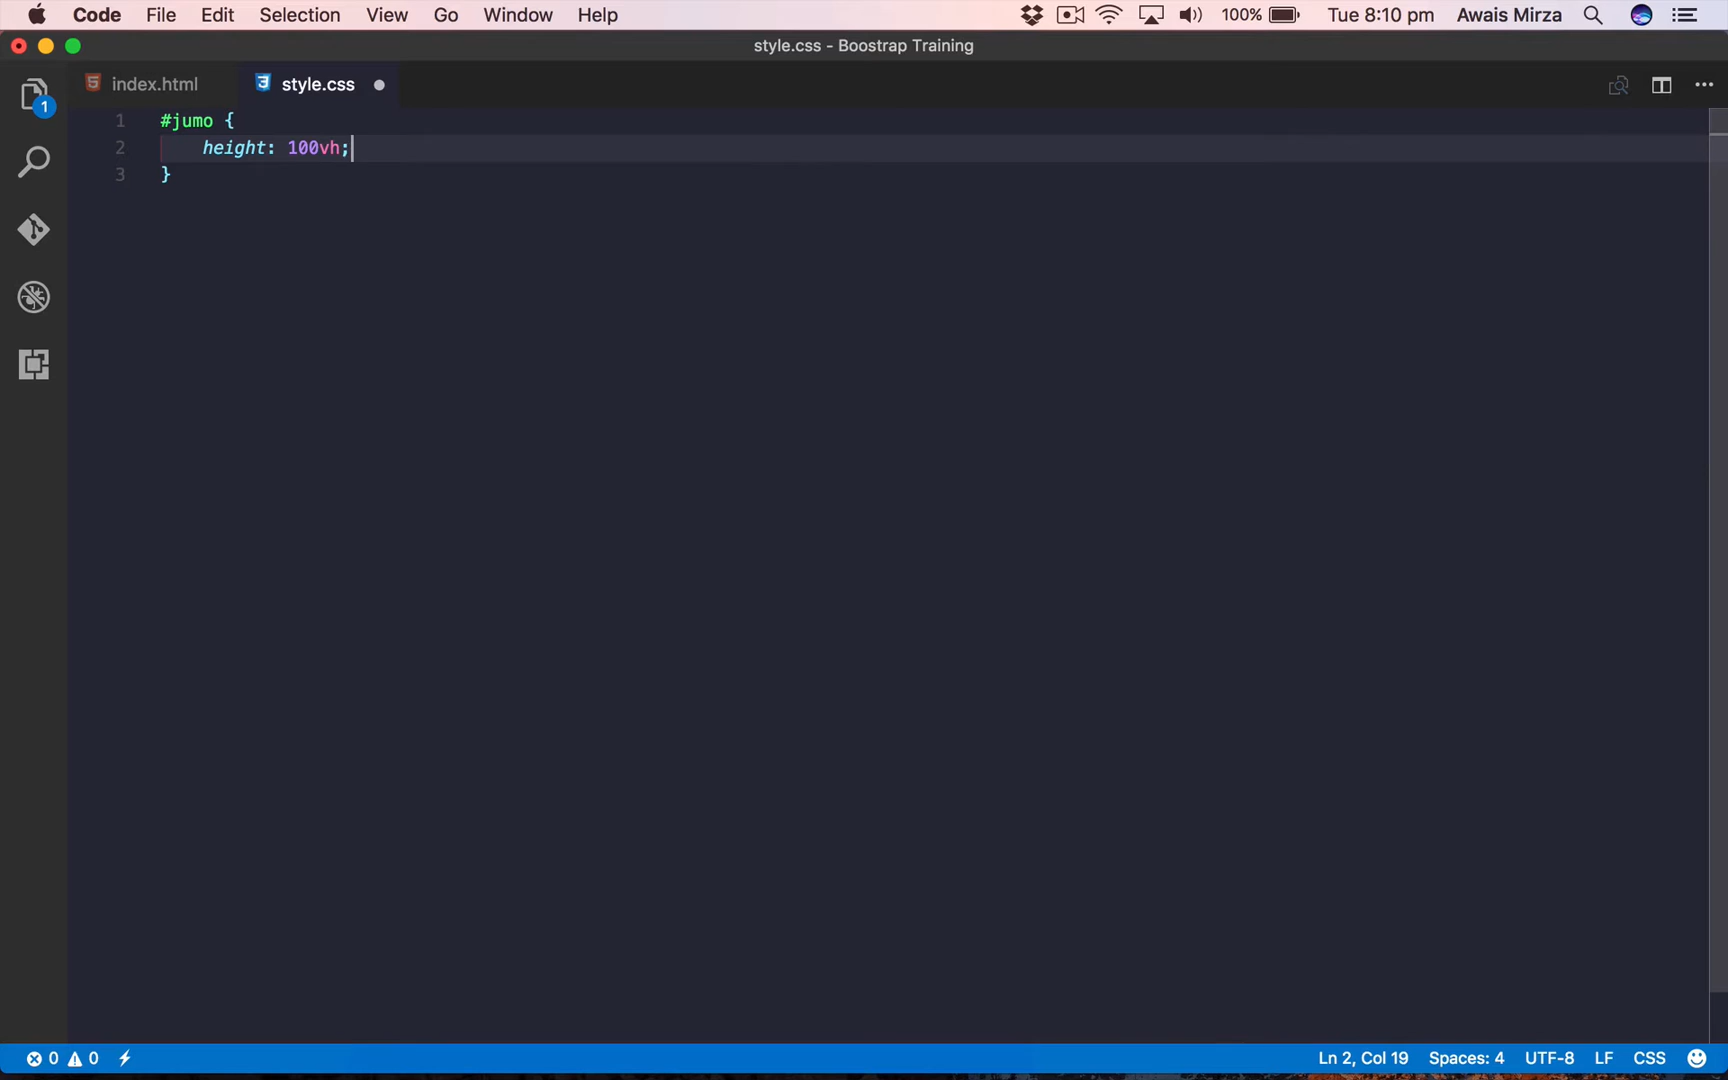 Code File Edit Selection View Go Window Help 100% Tue 8:10 pm Awais Mirza
style.css - Boostrap Training
index.html style.css
1
1 #jumo {
2 height: 100vh;
3 }
0 0 Ln 2, Col 19 Spaces: 4 UTF-8 LF CSS